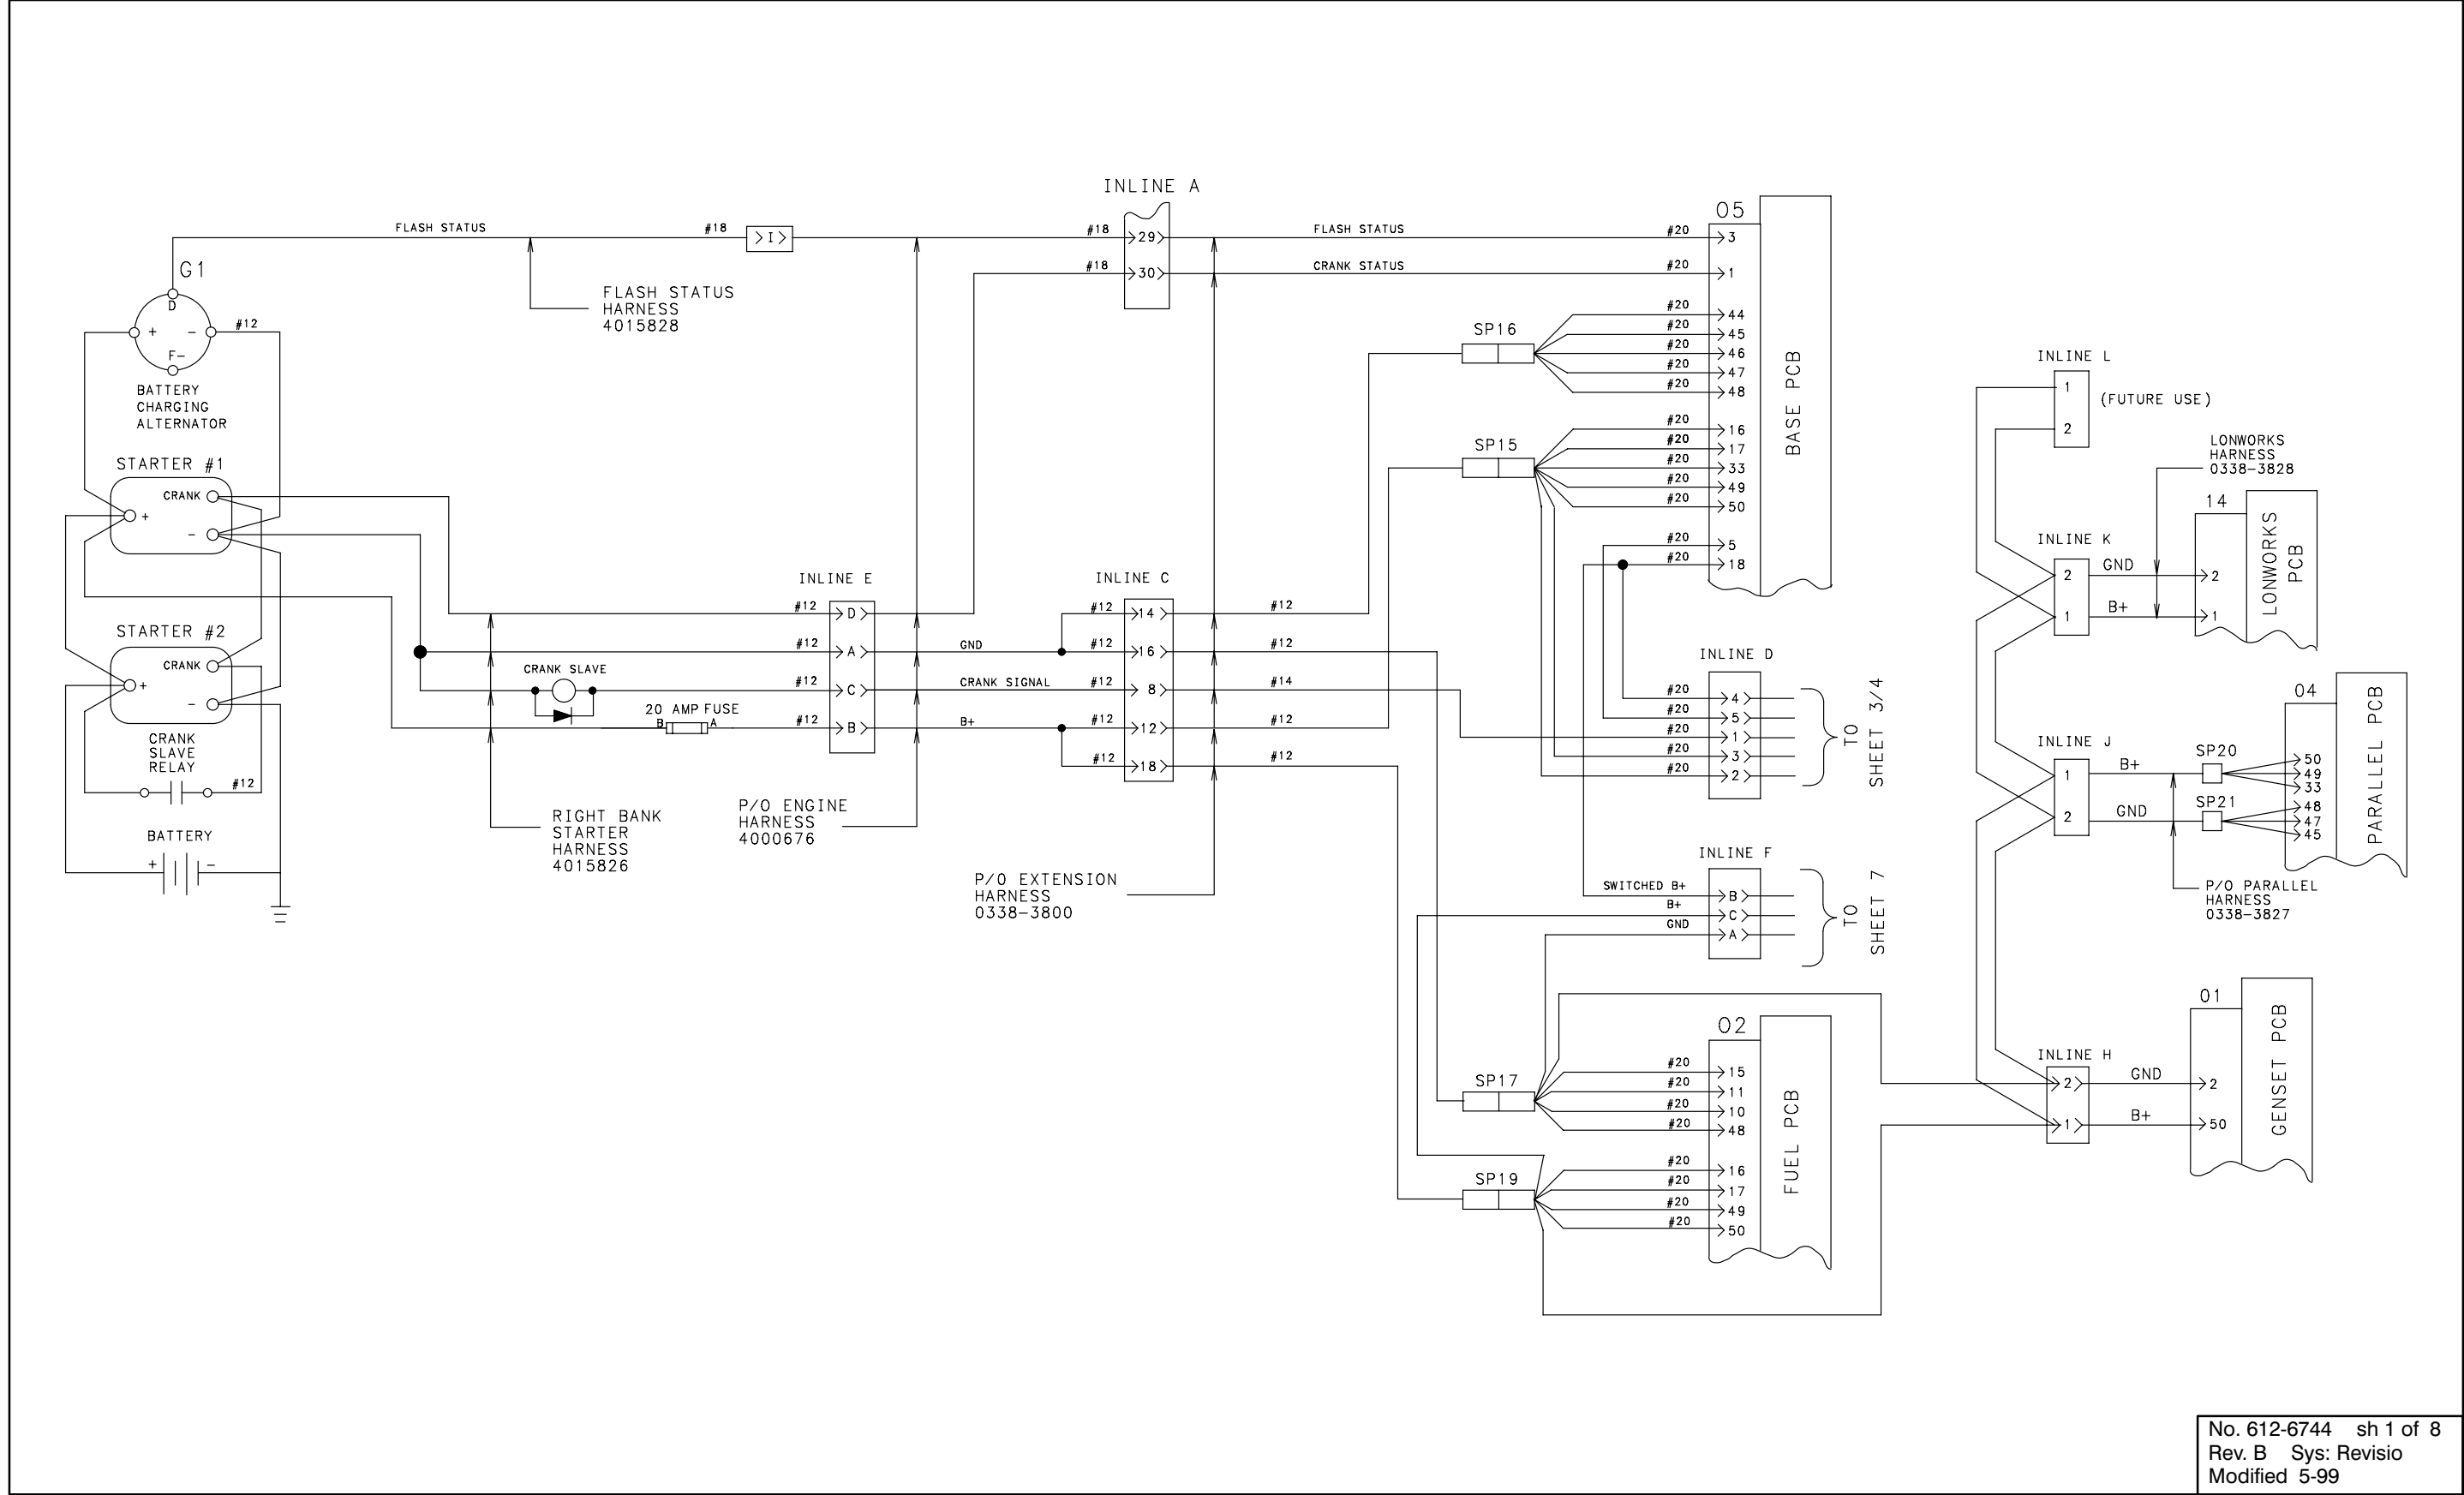 INLINE A
FLASH STATUS
#18
>I>
#18
29
FLASH STATUS
#20
O5
3
#18
30
CRANK STATUS
#20
1
G1
D
+
-
F-
#12
BATTERY
CHARGING
ALTERNATOR
FLASH STATUS
HARNESS
4015828
SP16
#20
44
#20
45
#20
46
#20
47
#20
48
BASE PCB
SP15
#20
16
#20
17
#20
33
#20
49
#20
50
#20
5
#20
18
STARTER #1
CRANK
+
-
STARTER #2
CRANK
+
-
CRANK
SLAVE
RELAY
#12
BATTERY
+
-
CRANK SLAVE
20 AMP FUSE
B
A
INLINE E
#12
D
#12
A
#12
C
#12
B
GND
CRANK SIGNAL
B+
INLINE C
#12
14
#12
#12
16
#12
#12
8
#14
#12
12
#12
#12
18
#12
RIGHT BANK
STARTER
HARNESS
4015826
P/O ENGINE
HARNESS
4000676
P/O EXTENSION
HARNESS
0338-3800
INLINE D
#20
4
#20
5
#20
1
#20
3
#20
2
TO
SHEET 3/4
INLINE F
SWITCHED B+
B
B+
C
GND
A
TO
SHEET 7
O2
SP17
#20
15
#20
11
#20
10
#20
48
SP19
#20
16
#20
17
#20
49
#20
50
FUEL PCB
INLINE L
1
2
(FUTURE USE)
LONWORKS
HARNESS
0338-3828
INLINE K
2
GND
2
1
B+
1
14
LONWORKS
PCB
INLINE J
1
B+
SP20
50
49
33
2
GND
SP21
48
47
45
04
PARALLEL PCB
P/O PARALLEL
HARNESS
0338-3827
INLINE H
2
GND
2
1
B+
50
01
GENSET PCB
No. 612-6744 sh 1 of 8
Rev. B Sys: Revisio
Modified 5-99